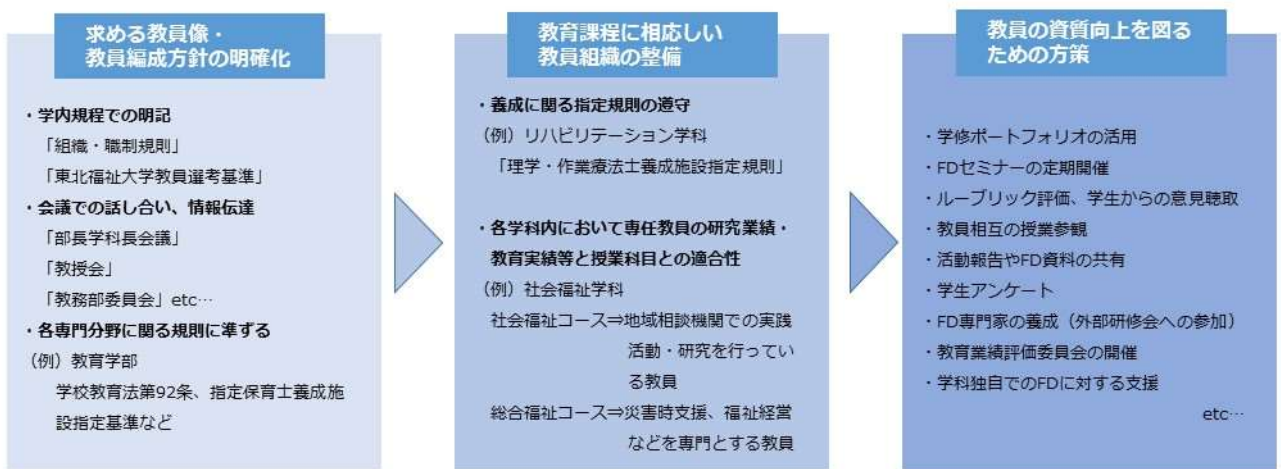 求める教員像・
教員編成方針の明確化
・学内規程での明記
「組織・職制規則」
「東北福祉大学教員選考基準」
・会議での話し合い、情報伝達
「部長学科長会議」
「教授会」
「教務部委員会」etc…
・各専門分野に関る規則に準ずる
（例）教育学部
学校教育法第92条、指定保育士養成施
設指定基準など
教育課程に相応しい
教員組織の整備
・養成に関る指定規則の遵守
（例）リハビリテーション学科
「理学・作業療法士養成施設指定規則」
・各学科内において専任教員の研究業績・
教育実績等と授業科目との適合性
（例）社会福祉学科
社会福祉コース⇒地域相談機関での実践
活動・研究を行ってい
る教員
総合福祉コース⇒災害時支援、福祉経営
などを専門とする教員
教員の資質向上を図る
ための方策
・学修ポートフォリオの活用
・FDセミナーの定期開催
・ルーブリック評価、学生からの意見聴取
・教員相互の授業参観
・活動報告やFD資料の共有
・学生アンケート
・FD専門家の養成（外部研修会への参加）
・教育業績評価委員会の開催
・学科独自でのFDに対する支援
etc…